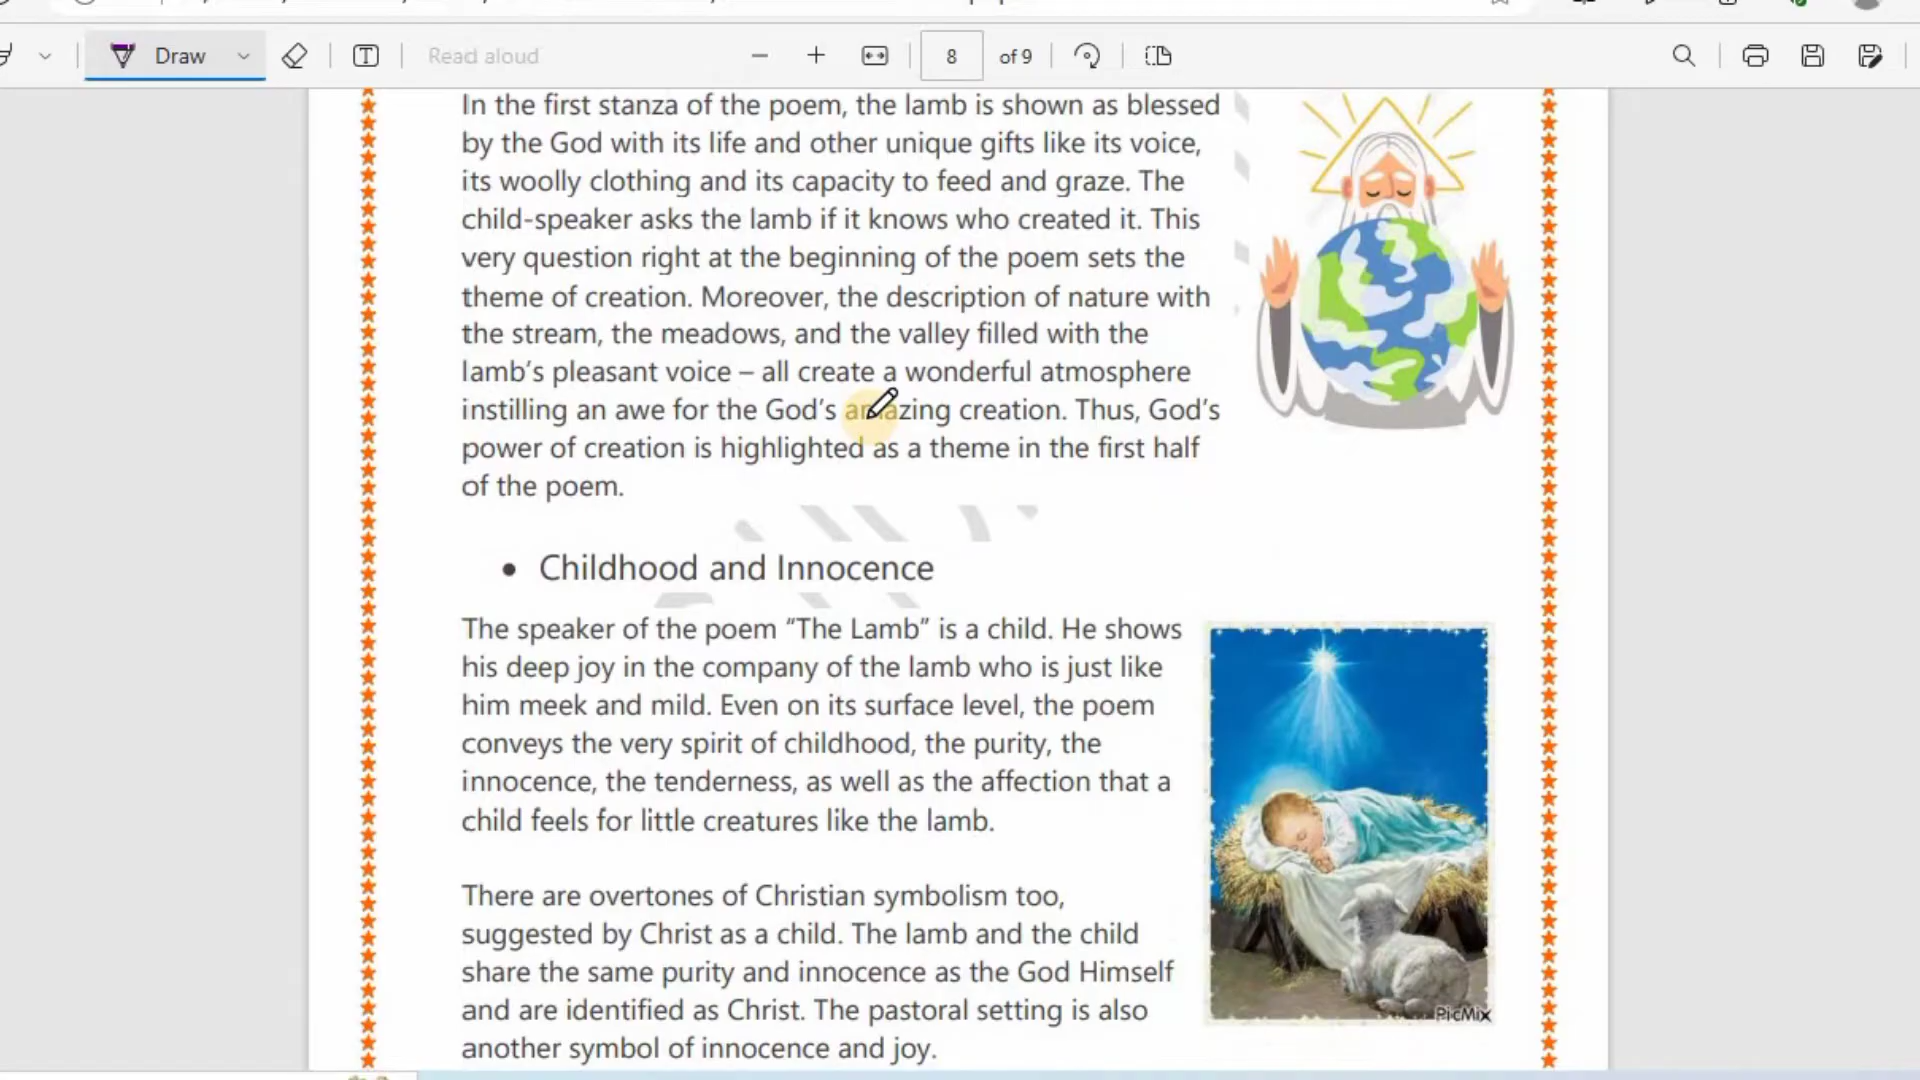 Draw
Read aloud
8 of 9
In the first stanza of the poem, the lamb is shown as blessed
by the God with its life and other unique gifts like its voice,
its woolly clothing and its capacity to feed and graze. The
child-speaker asks the lamb if it knows who created it. This
very question right at the beginning of the poem sets the
theme of creation. Moreover, the description of nature with
the stream, the meadows, and the valley filled with the
lamb’s pleasant voice – all create a wonderful atmosphere
instilling an awe for the God’s amazing creation. Thus, God’s
power of creation is highlighted as a theme in the first half
of the poem.
• Childhood and Innocence
The speaker of the poem “The Lamb” is a child. He shows
his deep joy in the company of the lamb who is just like
him meek and mild. Even on its surface level, the poem
conveys the very spirit of childhood, the purity, the
innocence, the tenderness, as well as the affection that a
child feels for little creatures like the lamb.
There are overtones of Christian symbolism too,
suggested by Christ as a child. The lamb and the child
share the same purity and innocence as the God Himself
and are identified as Christ. The pastoral setting is also
another symbol of innocence and joy.
PicMix